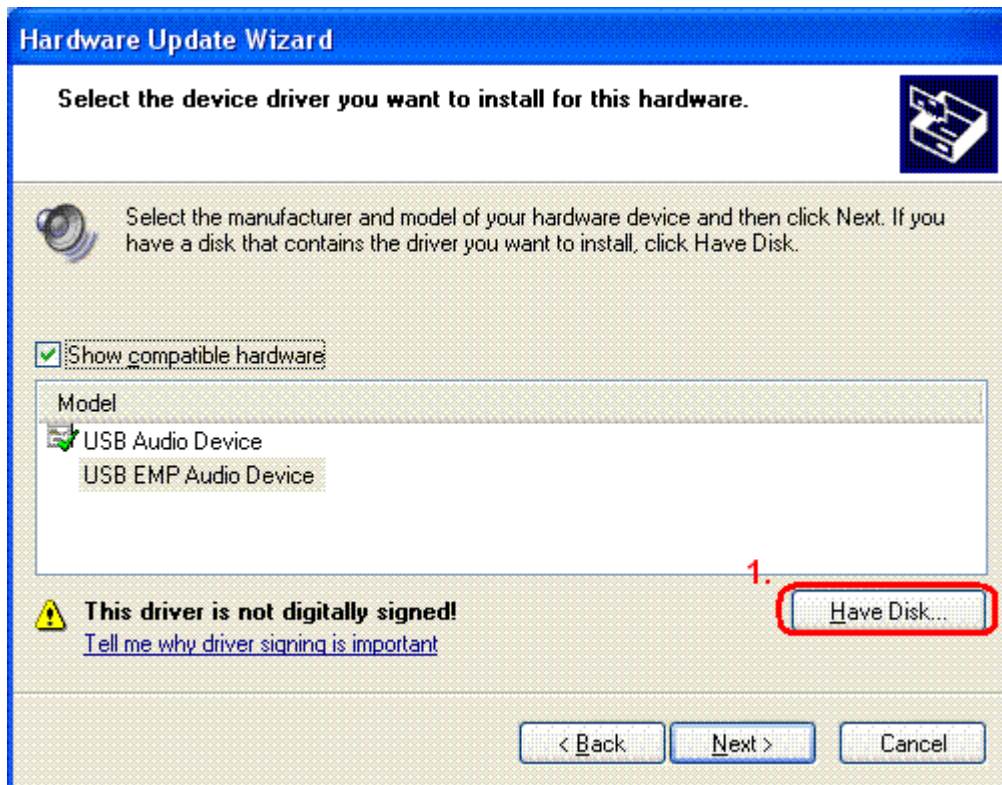 Hardware Update Wizard
Select the device driver you want to install for this hardware.
Select the manufacturer and model of your hardware device and then click Next. If you
have a disk that contains the driver you want to install, click Have Disk.
Show compatible hardware
Model
USB Audio Device
USB EMP Audio Device
1.
This driver is not digitally signed!
Have Disk...
Tell me why driver signing is important
< Back
Next >
Cancel